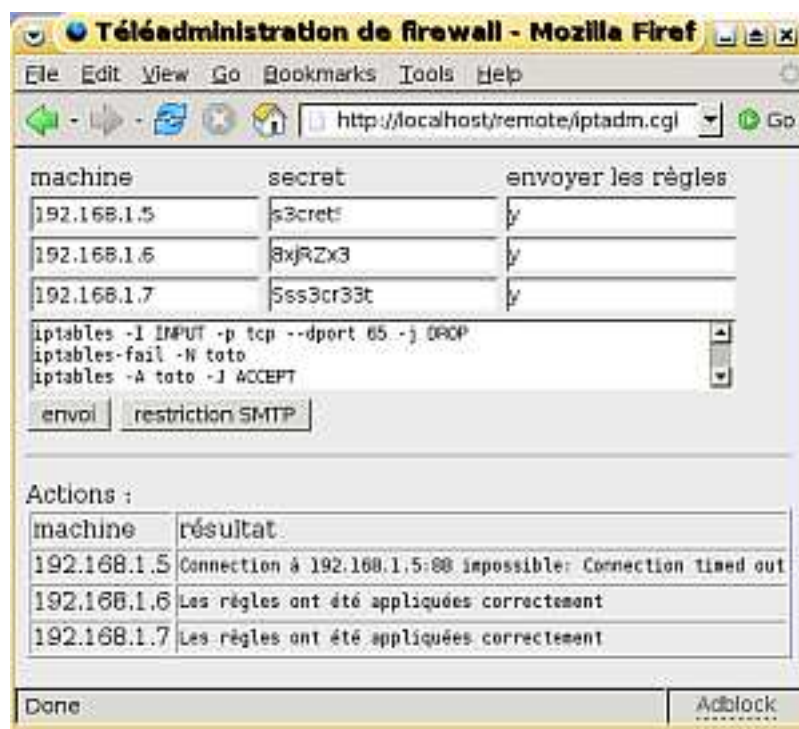 Téléadministration de firewall - Mozilla Firef
File Edit View Go Bookmarks Tools Help
http://localhost/remote/iptadm.cgi Go
machine secret envoyer les règles
192.168.1.5 s3cret! y
192.168.1.6 8xjRZx3 y
192.168.1.7 Sss3cr33t y
iptables -I INPUT -p tcp --dport 65 -j DROP
iptables-fail -N toto
iptables -A toto -J ACCEPT
envoi restriction SMTP
Actions :
machine résultat
192.168.1.5 Connection à 192.168.1.5:80 impossible: Connection timed out
192.168.1.6 Les règles ont été appliquées correctement
192.168.1.7 Les règles ont été appliquées correctement
Done Adblock